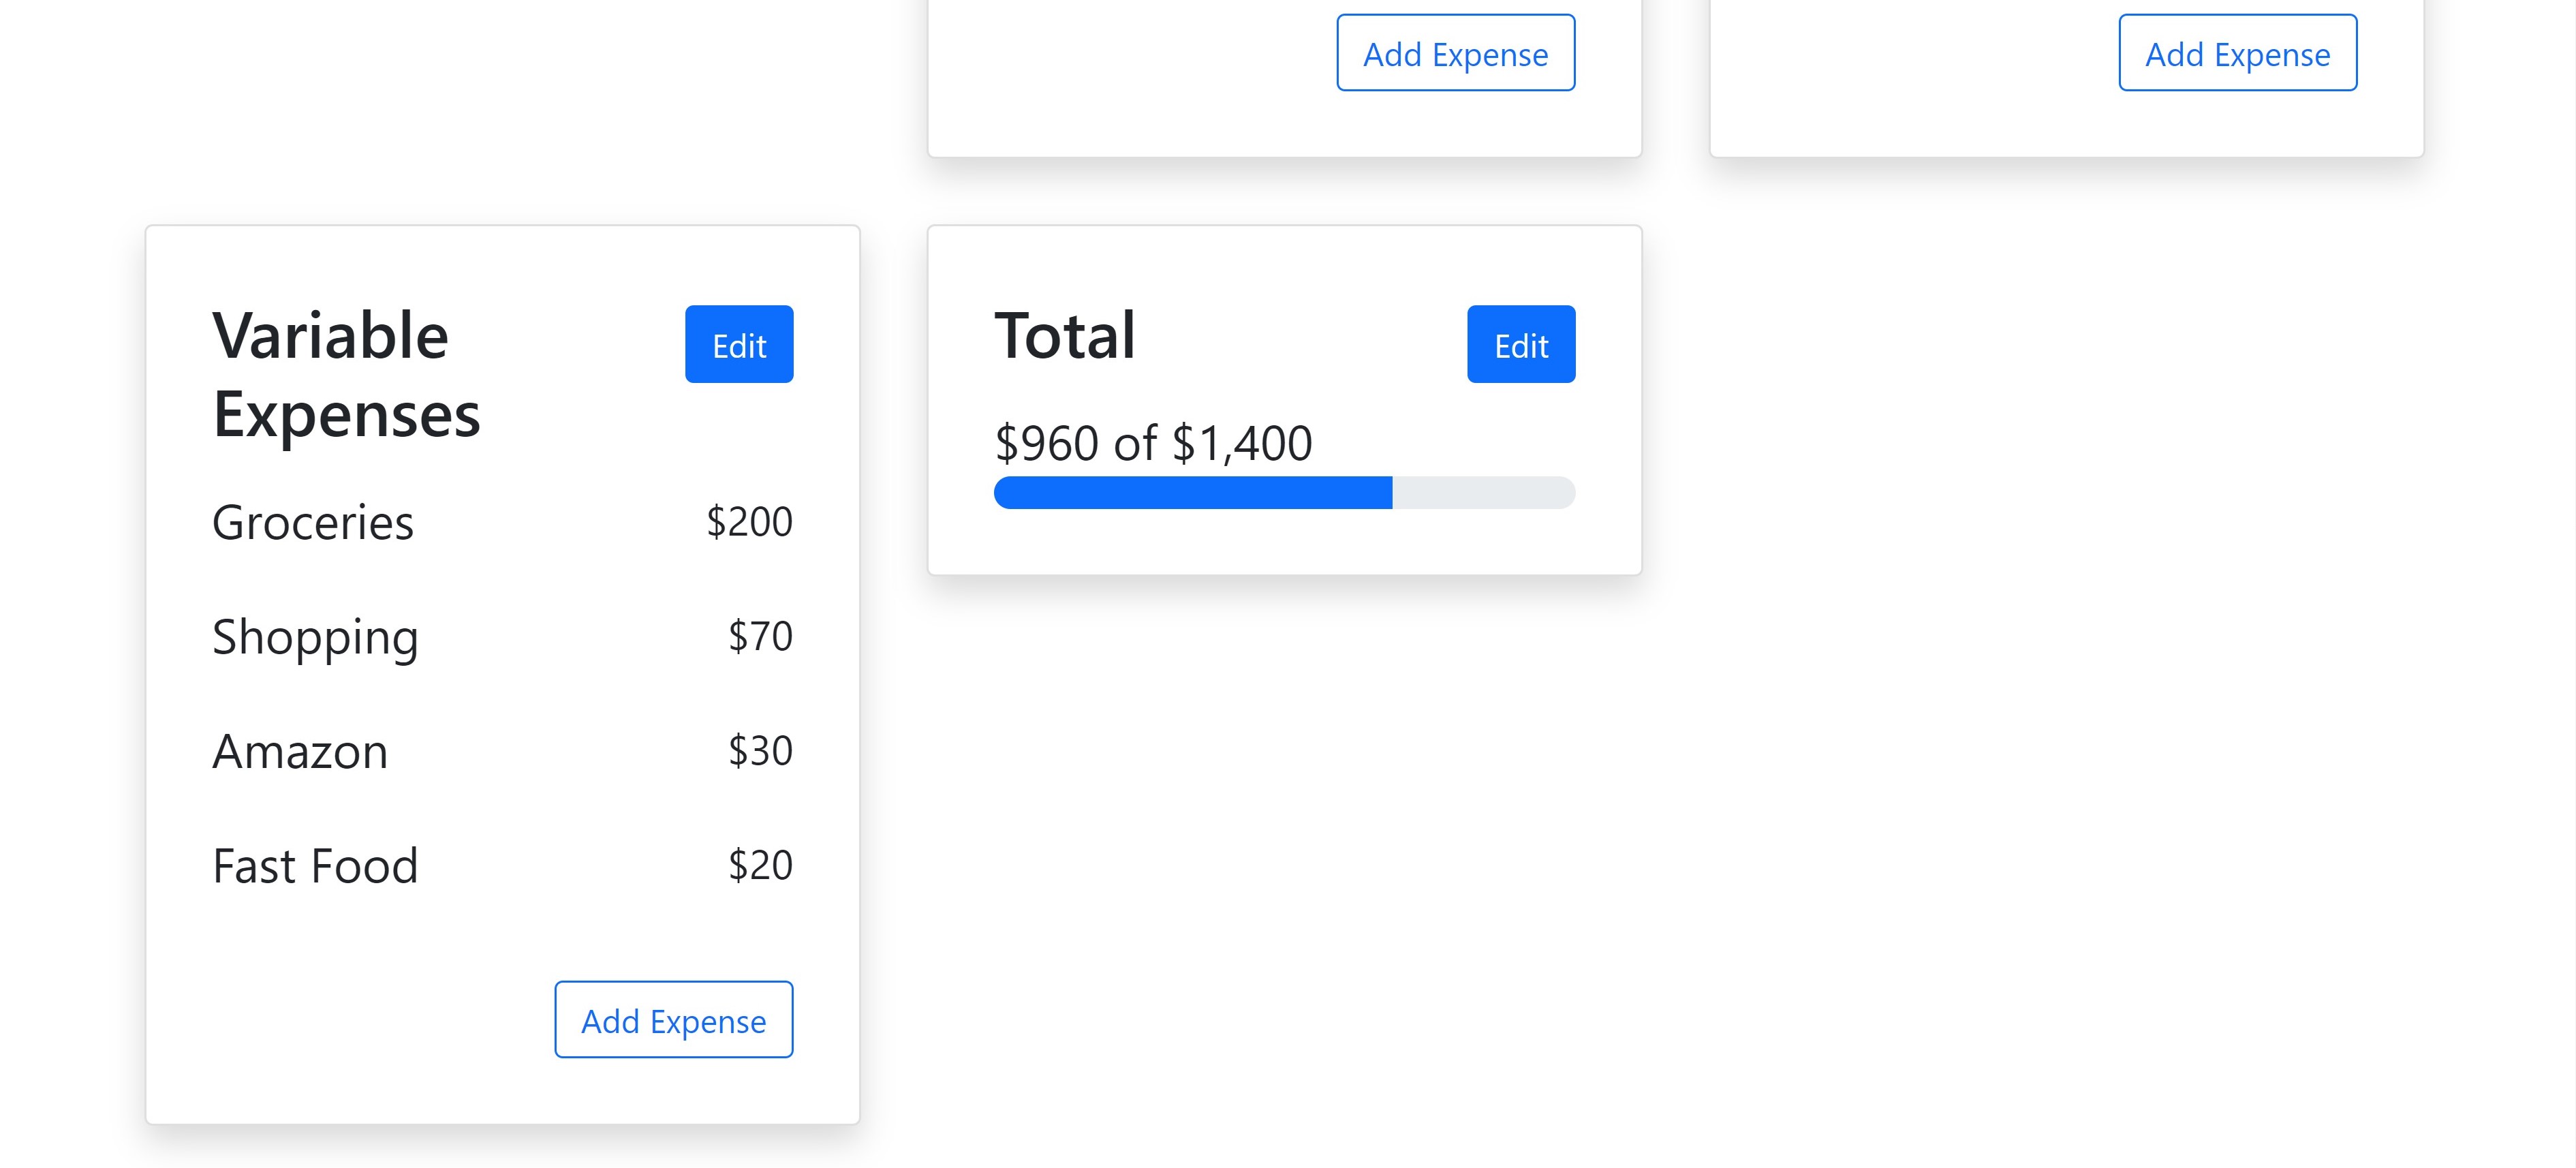 Add Expense
Add Expense
Variable
Expenses
Edit
Groceries $200
Shopping $70
Amazon $30
Fast Food $20
Add Expense
Total
Edit
$960 of $1,400